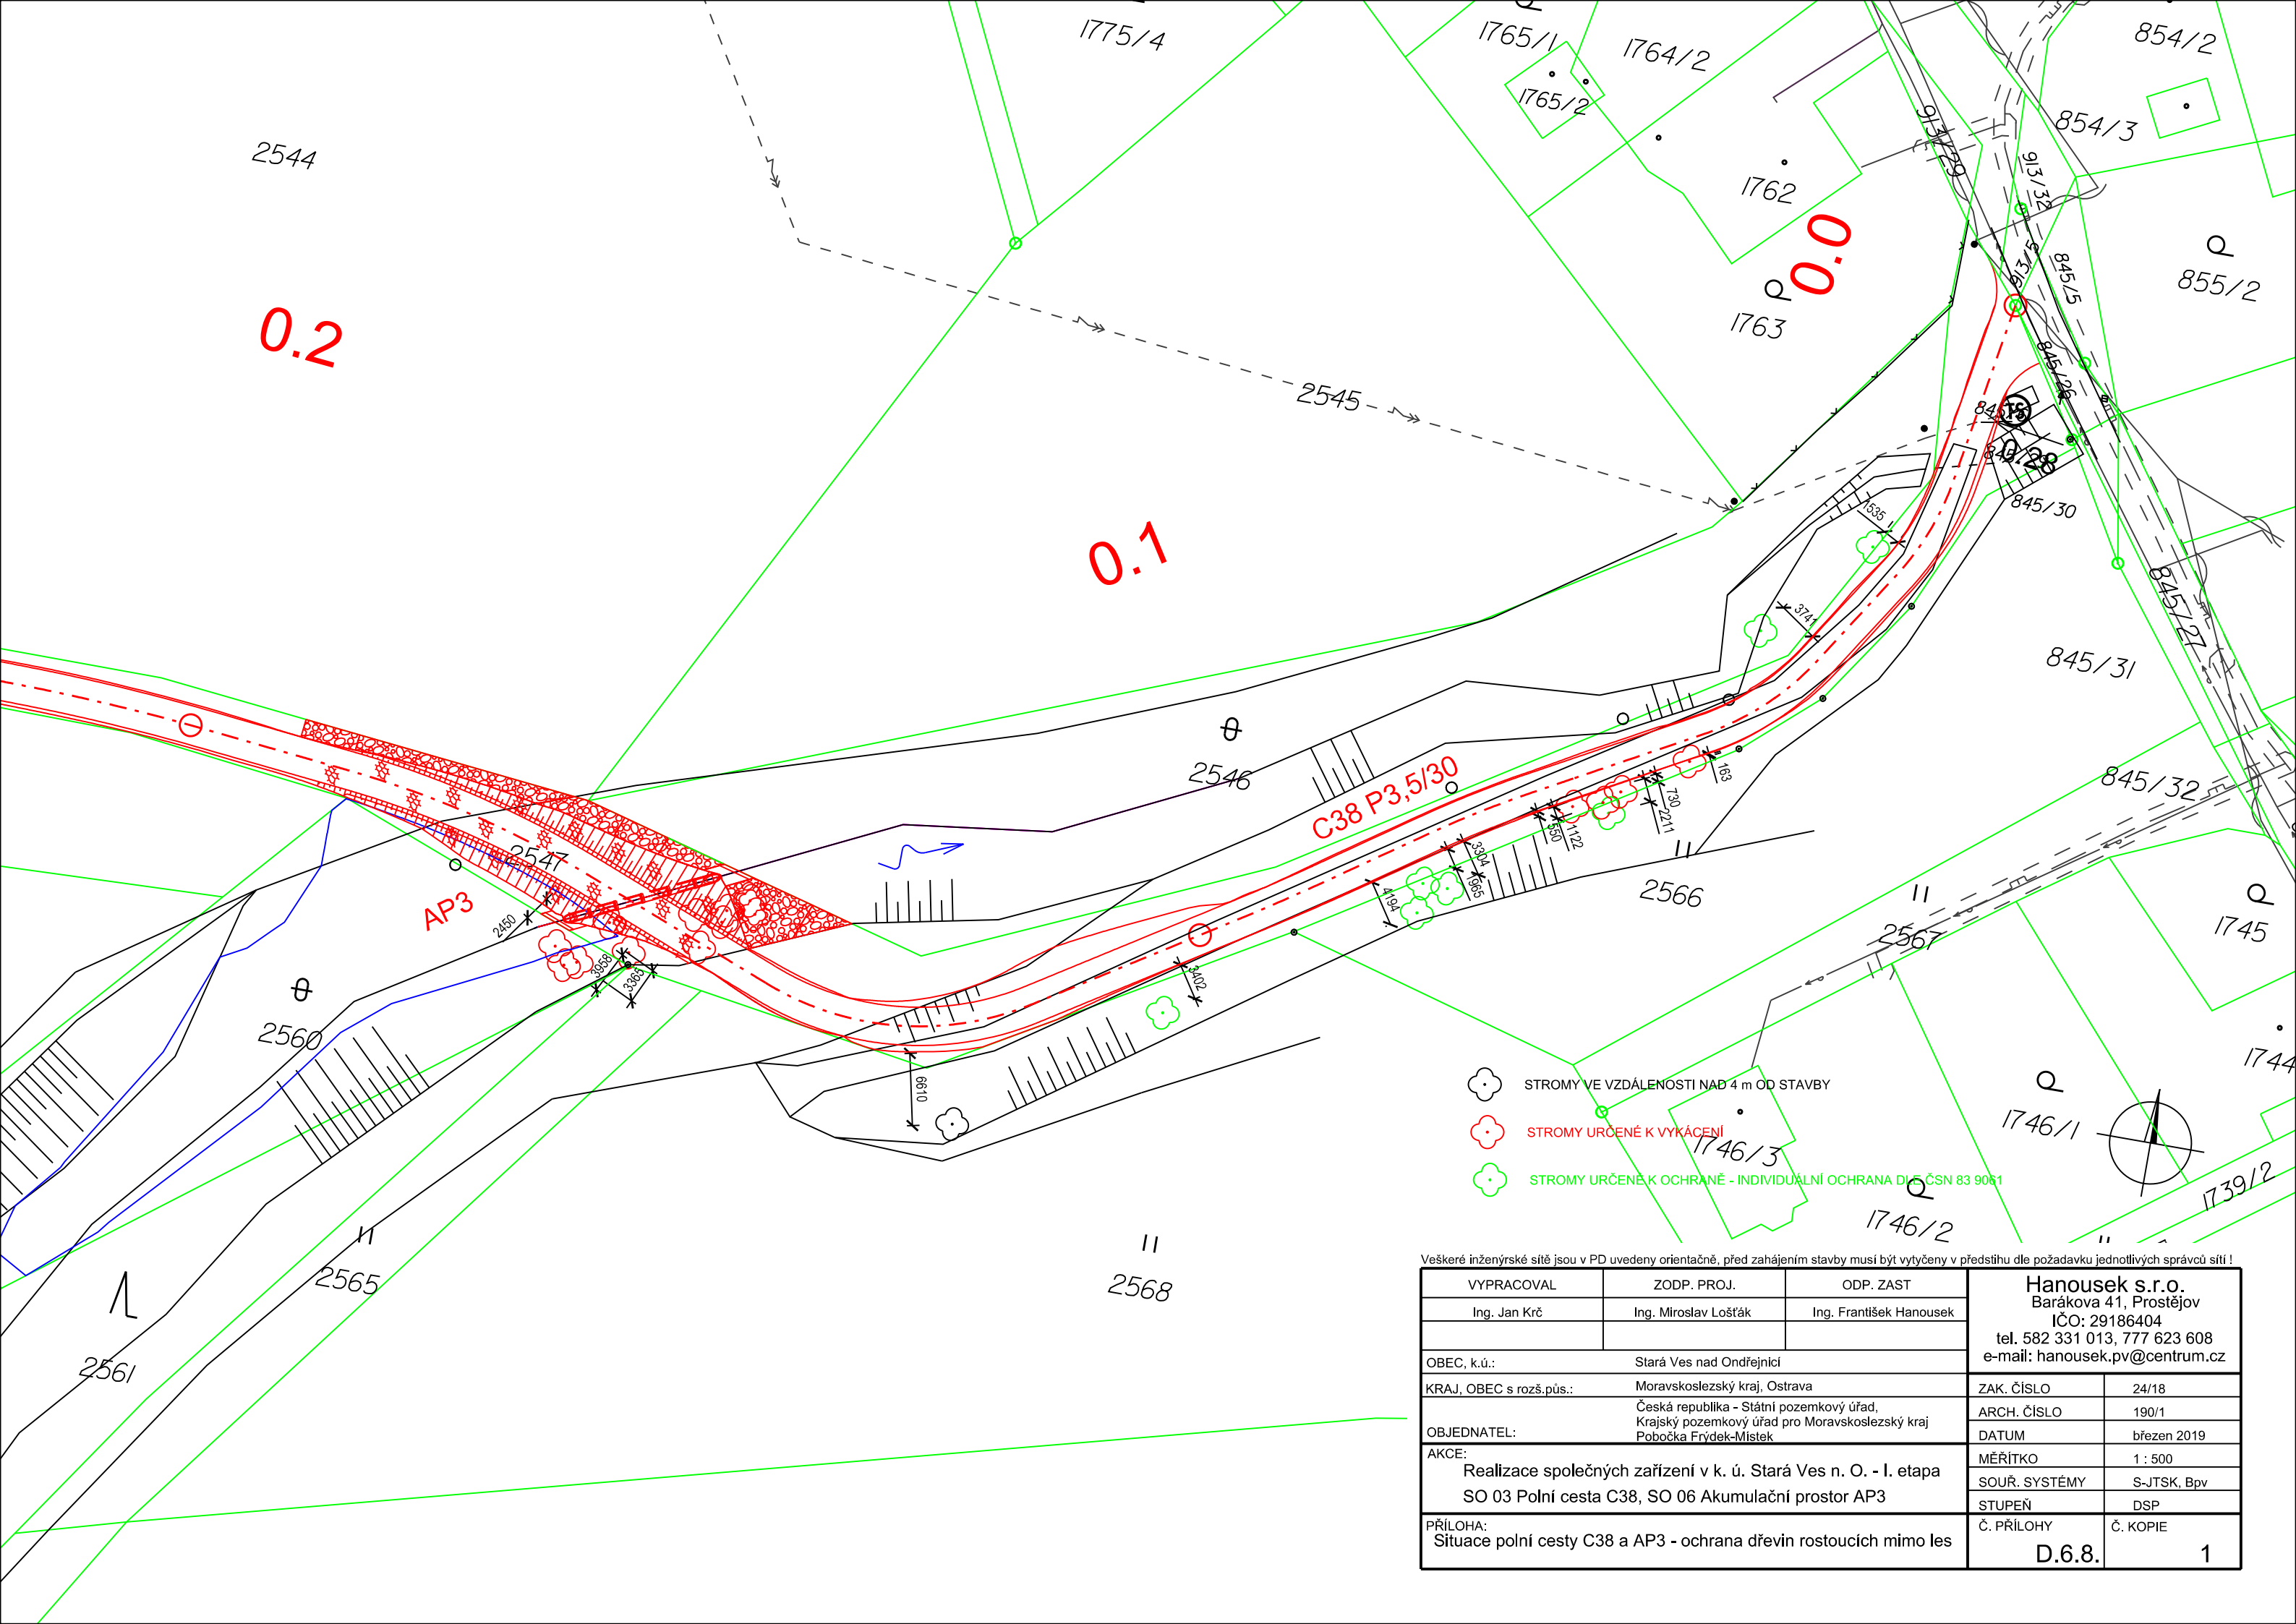 1775/4
1765/1
1764/2
854/2
1765/2
2544
913/29
854/3
1762
913/32
0.0
855/2
913/5
845/5
0.2
1763
845/26
2545
TS
0.28
845/30
1535
0.1
845/27
3741
845/31
2546
C38 P3,5/30
163
845/32
730
2211
550
1122
2547
3304
1965
AP3
2566
4194
2450
2567
1745
3958
3365
3402
2560
1744
6610
STROMY VE VZDÁLENOSTI NAD 4 m OD STAVBY
1746/1
STROMY URČENÉ K VYKÁCENÍ
1746/3
STROMY URČENÉ K OCHRANĚ - INDIVIDUÁLNÍ OCHRANA DLE ČSN 83 9061
1739/2
1746/2
2565
2568
2561
Veškeré inženýrské sítě jsou v PD uvedeny orientačně, před zahájením stavby musí být vytyčeny v předstihu dle požadavku jednotlivých správců sítí !
VYPRACOVAL ZODP. PROJ. ODP. ZAST
Ing. Jan Krč Ing. Miroslav Lošťák Ing. František Hanousek
Hanousek s.r.o.
Barákova 41, Prostějov
IČO: 29186404
tel. 582 331 013, 777 623 608
e-mail: hanousek.pv@centrum.cz
OBEC, k.ú.: Stará Ves nad Ondřejnicí
KRAJ, OBEC s rozš.půs.: Moravskoslezský kraj, Ostrava
OBJEDNATEL: Česká republika - Státní pozemkový úřad,
Krajský pozemkový úřad pro Moravskoslezský kraj
Pobočka Frýdek-Místek
ZAK. ČÍSLO 24/18
ARCH. ČÍSLO 190/1
DATUM březen 2019
MĚŘÍTKO 1 : 500
SOUŘ. SYSTÉMY S-JTSK, Bpv
STUPEŇ DSP
AKCE:
Realizace společných zařízení v k. ú. Stará Ves n. O. - I. etapa
SO 03 Polní cesta C38, SO 06 Akumulační prostor AP3
PŘÍLOHA:
Situace polní cesty C38 a AP3 - ochrana dřevin rostoucích mimo les
Č. PŘÍLOHY Č. KOPIE
D.6.8. 1